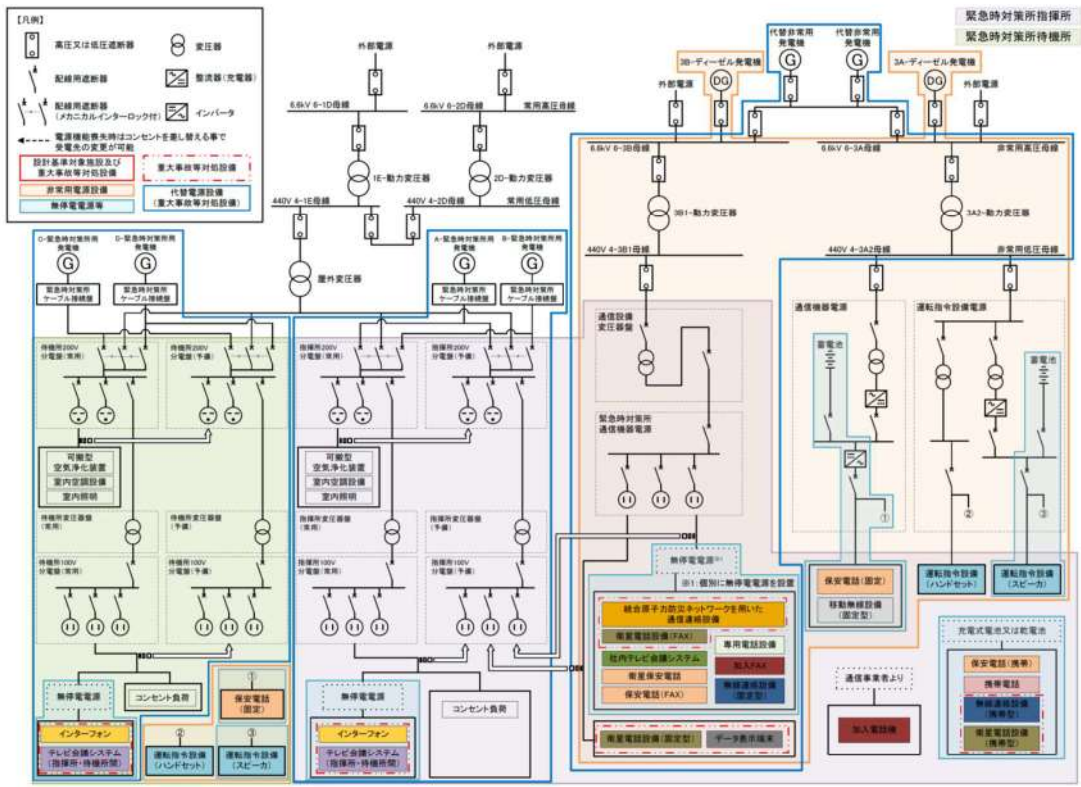 【凡例】
高圧又は低圧遮断器
変圧器
配線用遮断器
整流器(充電器)
配線用遮断器
(メカニカルインターロック付)
インバータ
電源機能喪失時はコンセントを差し替える事で
受電先の変更が可能
設計基準対象施設及び
重大事故等対処設備
重大事故等対処設備
非常用電源設備
代替電源設備
(重大事故等対処設備)
無停電電源等
緊急時対策所指揮所
緊急時対策所待機所
外部電源
外部電源
6.6kV 6-1D母線
6.6kV 6-2D母線
常用高圧母線
1E-動力変圧器
2D-動力変圧器
440V 4-1E母線
440V 4-2D母線
常用低圧母線
屋外変圧器
代替非常用
発電機
G
代替非常用
発電機
G
3B-ディーゼル発電機
DG
3A-ディーゼル発電機
DG
外部電源
外部電源
6.6kV 6-3B母線
6.6kV 6-3A母線
非常用高圧母線
3B1-動力変圧器
3A2-動力変圧器
440V 4-3B1母線
440V 4-3A2母線
非常用低圧母線
C-緊急時対策所用
発電機
G
緊急時対策所
ケーブル接続盤
D-緊急時対策所用
発電機
G
緊急時対策所
ケーブル接続盤
A-緊急時対策所用
発電機
G
緊急時対策所
ケーブル接続盤
B-緊急時対策所用
発電機
G
緊急時対策所
ケーブル接続盤
待機所200V
分電盤(常用)
待機所200V
分電盤(予備)
指揮所200V
分電盤(常用)
指揮所200V
分電盤(予備)
可搬型
空気浄化装置
室内空調設備
室内照明
可搬型
空気浄化装置
室内空調設備
室内照明
待機所変圧器盤
(常用)
待機所変圧器盤
(予備)
指揮所変圧器盤
(常用)
指揮所変圧器盤
(予備)
待機所100V
分電盤(常用)
待機所100V
分電盤(予備)
指揮所100V
分電盤(常用)
指揮所100V
分電盤(予備)
無停電電源
コンセント負荷
インターフォン
テレビ会議システム
(指揮所・待機所間)
①
保安電話
(固定)
②
運転指令設備
(ハンドセット)
③
運転指令設備
(スピーカ)
無停電電源
コンセント負荷
インターフォン
テレビ会議システム
(指揮所・待機所間)
通信設備
変圧器盤
緊急時対策所
通信機器電源
無停電電源※1
※1:個別に無停電電源を設置
統合原子力防災ネットワークを用いた
通信連絡設備
衛星電話設備(FAX)
専用電話設備
社内テレビ会議システム
加入FAX
衛星保安電話
無線連絡設備
(固定型)
保安電話(FAX)
衛星電話設備(固定型)
データ表示端末
通信機器電源
蓄電池
①
運転指令設備電源
蓄電池
②
③
保安電話(固定)
移動無線設備
(固定型)
運転指令設備
(ハンドセット)
運転指令設備
(スピーカ)
通信事業者より
加入電話機
充電式電池又は乾電池
保安電話(携帯)
携帯電話
無線連絡設備
(携帯型)
衛星電話設備
(携帯型)